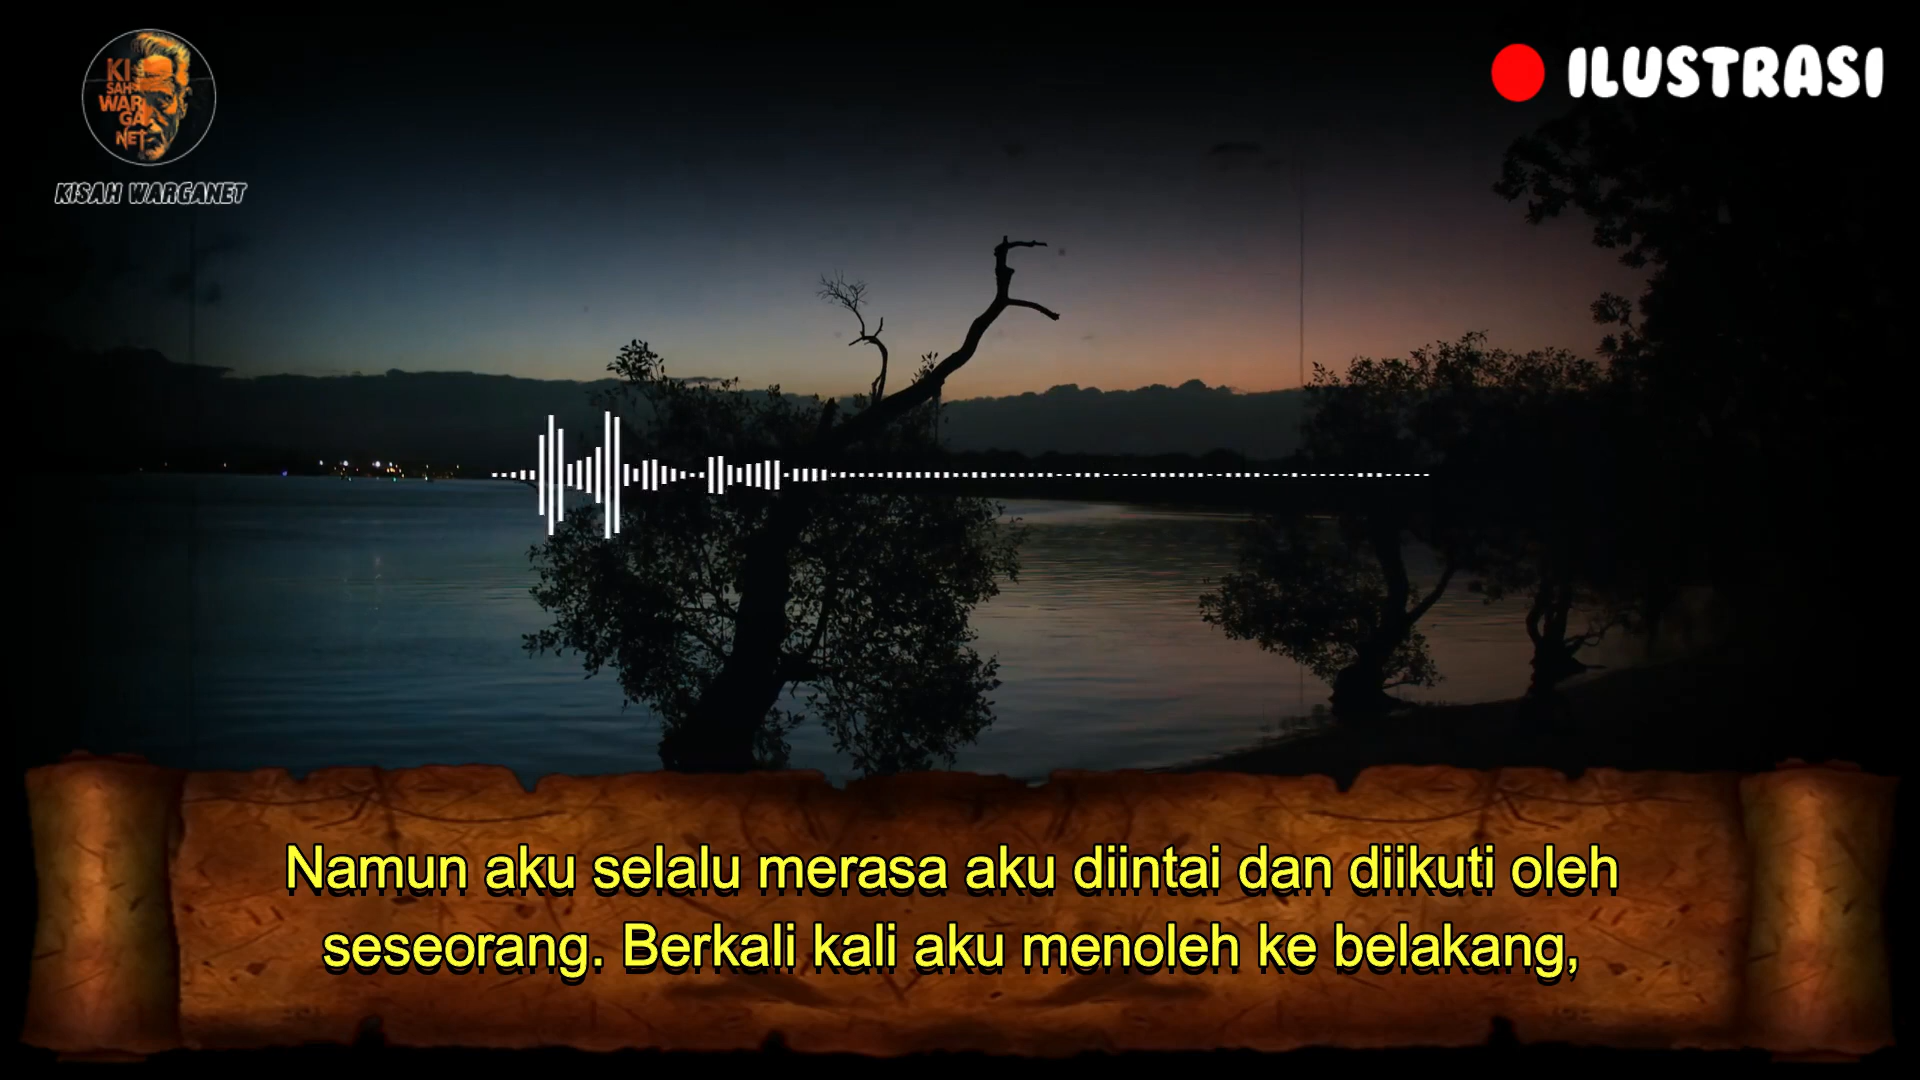 KI
SAH
WAR
GA
NET
KISAH WARGANET
ILUSTRASI
Namun aku selalu merasa aku diintai dan diikuti oleh
seseorang. Berkali kali aku menoleh ke belakang,